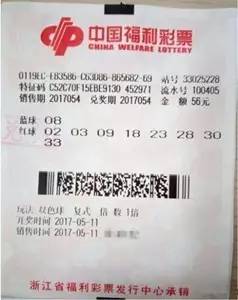 中国福利彩票
CHINA WELFARE LOTTERY
0119EC-E83586-C63D86-865682-69 站号 33025228
特征码 C52C70F15EBE9130 452971 流水号 100405
销售期 2017054 兑奖期 2017054 金 额 56元
蓝球 08
红球 02 03 09 18 23 28 30
33
玩法 双色球 复式 倍 数 1倍
开奖时间 2017-05-11
销售时间 2017-05-11
浙江省福利彩票发行中心承销